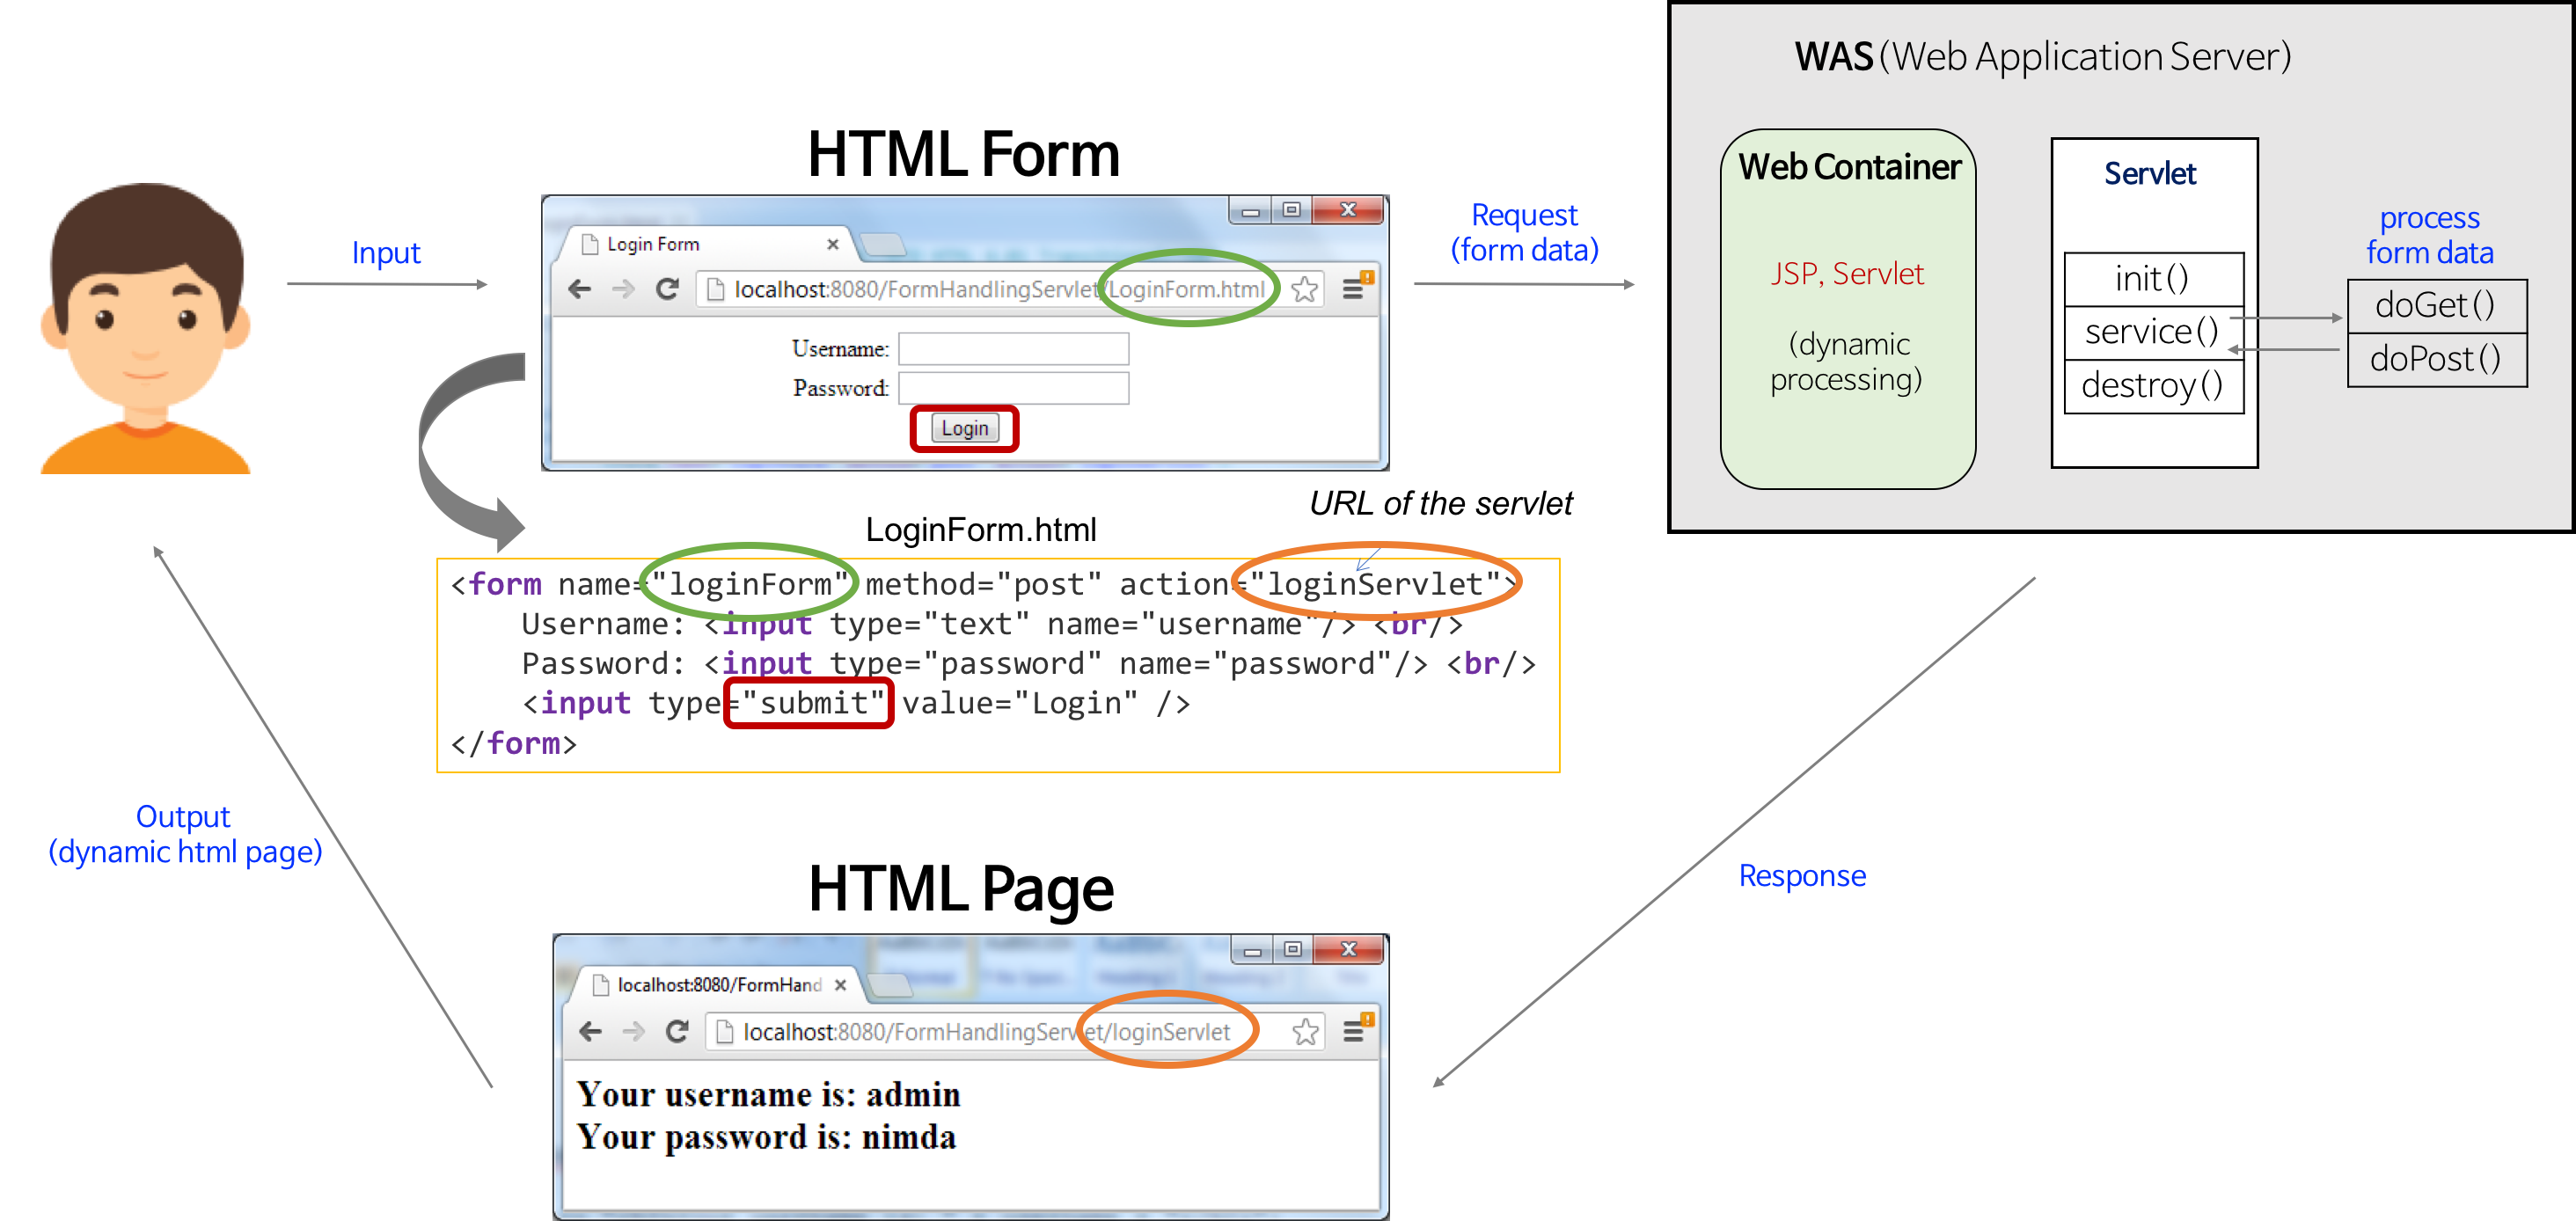 WAS (Web Application Server)
HTML Form
Web Container
Servlet
Input
Login Form
localhost:8080/FormHandlingServlet/LoginForm.html
Request
(form data)
process
form data
JSP, Servlet
(dynamic
processing)
init()
service()
destroy()
doGet()
doPost()
Username:
Password:
Login
URL of the servlet
LoginForm.html
<form name="loginForm" method="post" action="loginServlet">
Username: <input type="text" name="username"/> <br/>
Password: <input type="password" name="password"/> <br/>
<input type="submit" value="Login" />
</form>
Output
(dynamic html page)
Response
HTML Page
localhost:8080/FormHand
localhost:8080/FormHandlingServlet/loginServlet
Your username is: admin
Your password is: nimda